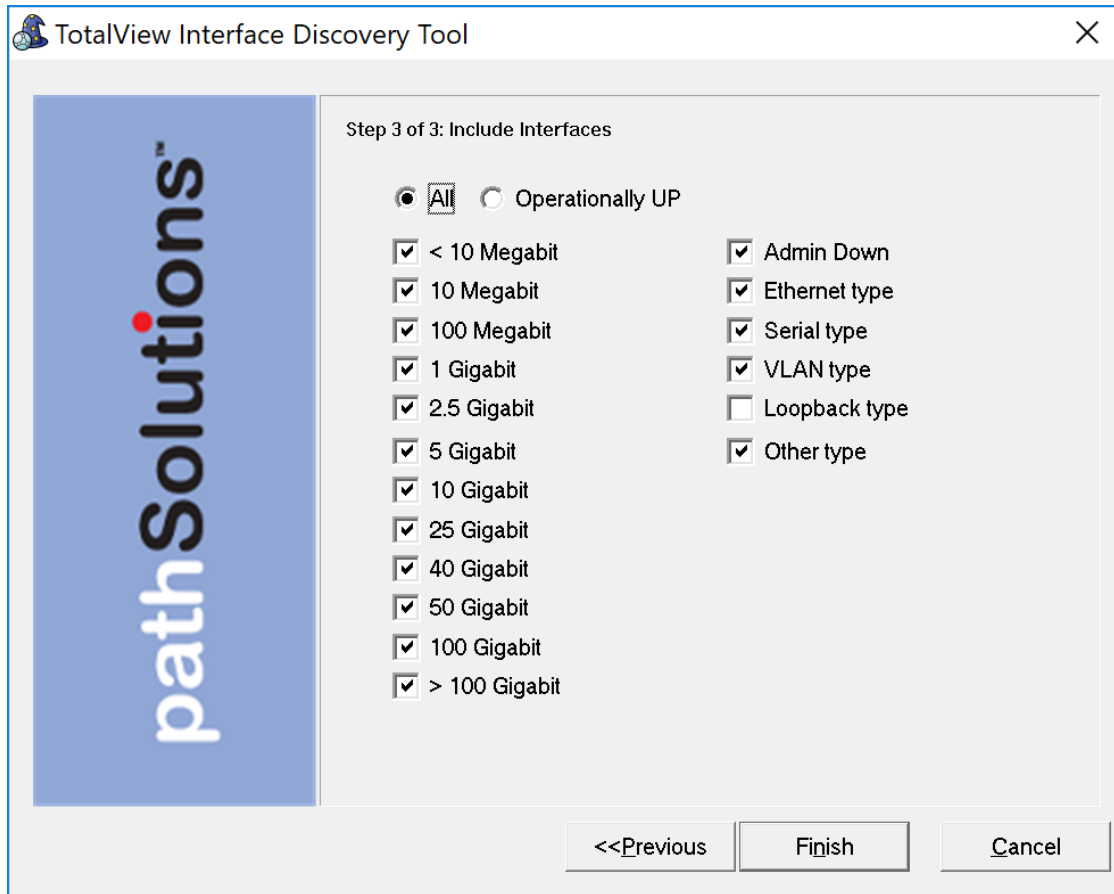 TotalView Interface Discovery Tool
pathSolutions™
Step 3 of 3: Include Interfaces
All Operationally UP
< 10 Megabit Admin Down
10 Megabit Ethernet type
100 Megabit Serial type
1 Gigabit VLAN type
2.5 Gigabit Loopback type
5 Gigabit Other type
10 Gigabit
25 Gigabit
40 Gigabit
50 Gigabit
100 Gigabit
> 100 Gigabit
<<Previous Finish Cancel